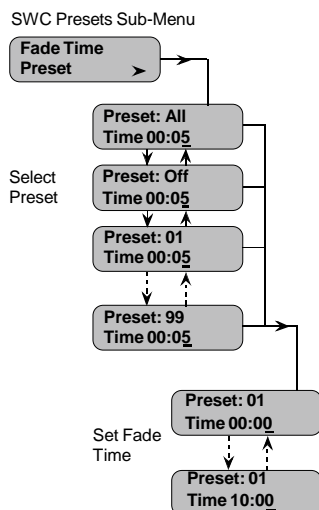 SWC Presets Sub-Menu
Fade Time
Preset
Preset: All
Time 00:05
Select
Preset
Preset: Off
Time 00:05
Preset: 01
Time 00:05
Preset: 99
Time 00:05
Preset: 01
Time 00:00
Set Fade
Time
Preset: 01
Time 10:00